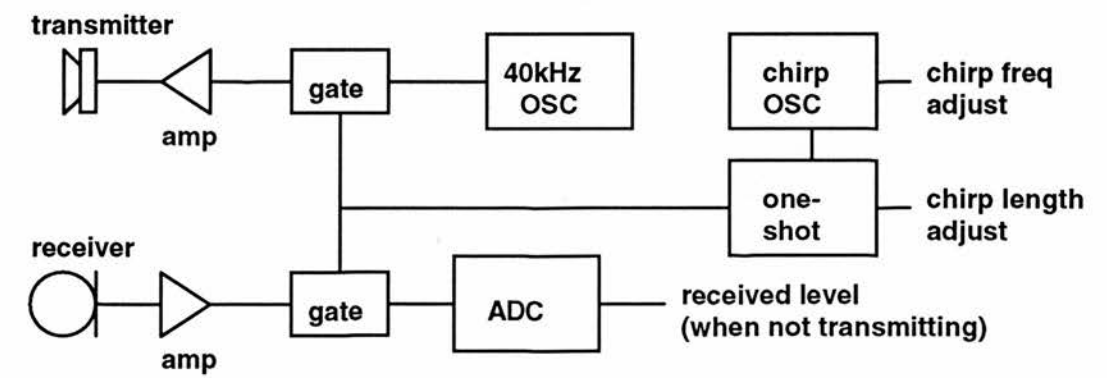 transmitter
amp
gate
40kHz
OSC
chirp
OSC
chirp freq
adjust
one-
shot
chirp length
adjust
receiver
amp
gate
ADC
received level
(when not transmitting)